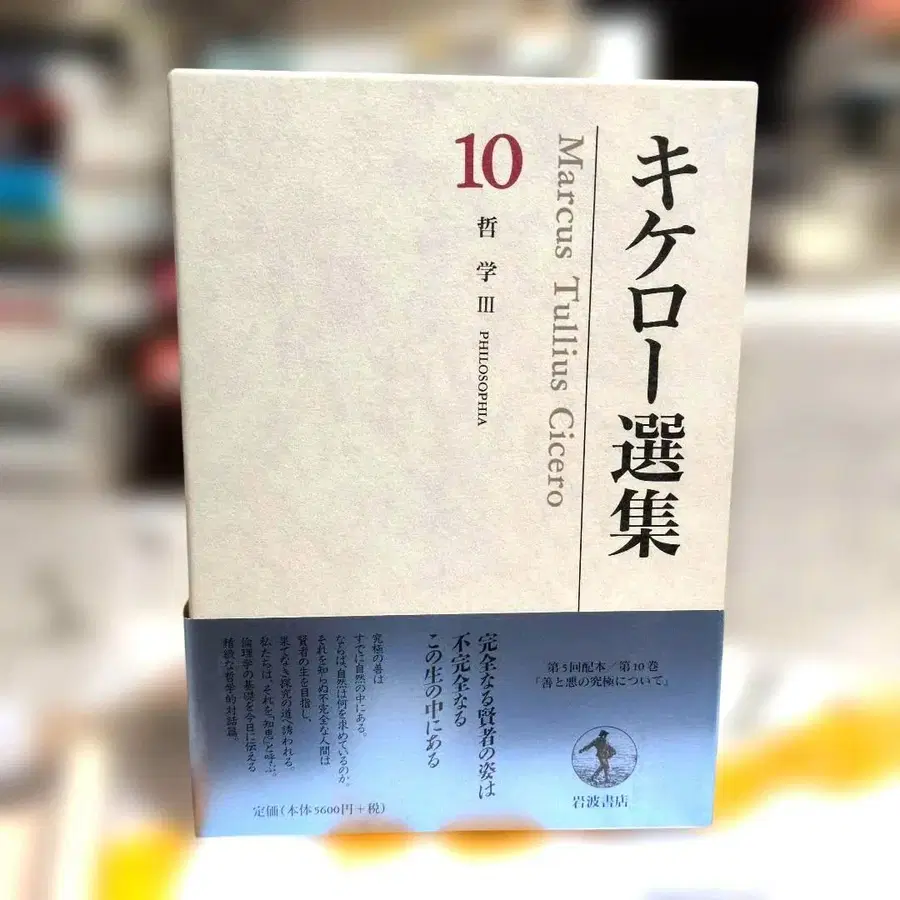 キケロー選集
Marcus Tullius Cicero
10
哲学 III PHILOSOPHIA
第5回配本／第10巻
「善と悪の究極について」
岩波書店
完全なる賢者の姿は
不完全なる
この生の中にある
究極の善は
すでに自然の中にある。
ならば、自然は何を求めているのか。
それを知らぬ不完全な人間は
賢者の生を目指し、
果てなき探究の道へ誘われる。
私たちは、それを「知恵」と呼ぶ。
倫理学の基礎を今日に伝える
精緻な哲学的対話篇。
定価(本体5600円+税)